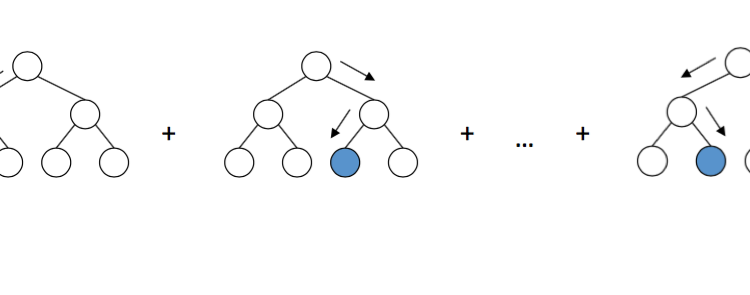 + + ... +